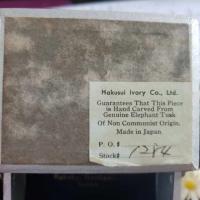 Hakusui Ivory Co., Ltd.
Guarantees That This Piece
is Hand Carved From
Genuine Elephant Tusk
Of Non Communist Origin.
Made in Japan
P. O.#
Stock# 1284